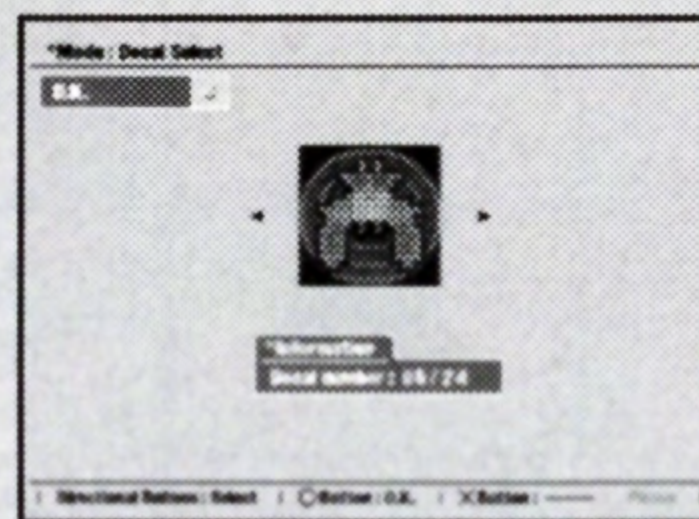 *Mode : Decal Select
O.K.
*Information
Decal number : /24
Directional Buttons : Select | ○Button : O.K. | ✕Button :